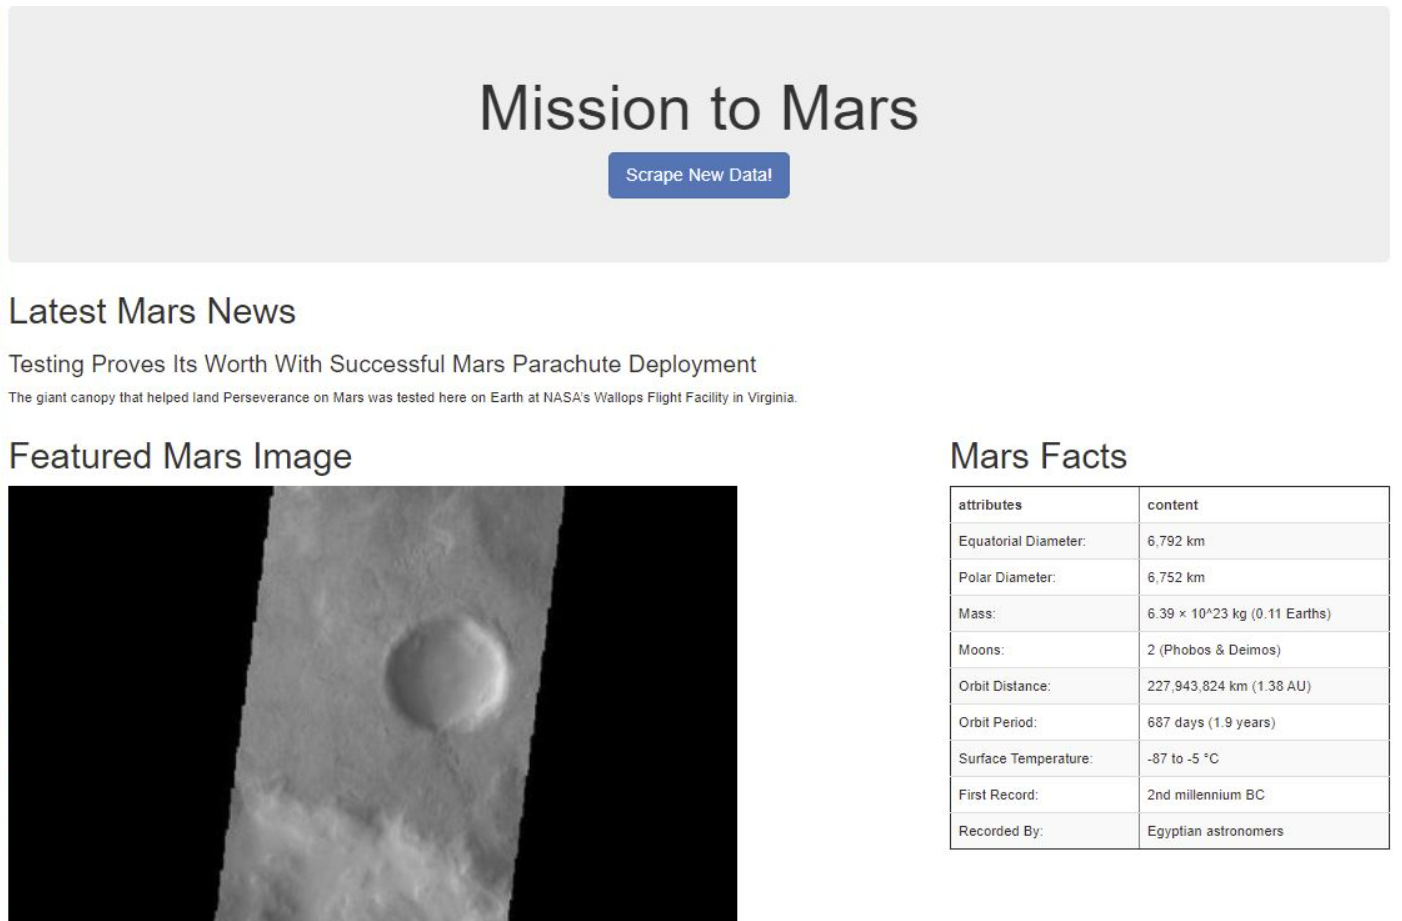 Mission to Mars
Scrape New Data!
Latest Mars News
Testing Proves Its Worth With Successful Mars Parachute Deployment
The giant canopy that helped land Perseverance on Mars was tested here on Earth at NASA's Wallops Flight Facility in Virginia.
Featured Mars Image
Mars Facts
attributes content
Equatorial Diameter: 6,792 km
Polar Diameter: 6,752 km
Mass: 6.39 × 10^23 kg (0.11 Earths)
Moons: 2 (Phobos & Deimos)
Orbit Distance: 227,943,824 km (1.38 AU)
Orbit Period: 687 days (1.9 years)
Surface Temperature: -87 to -5 °C
First Record: 2nd millennium BC
Recorded By: Egyptian astronomers